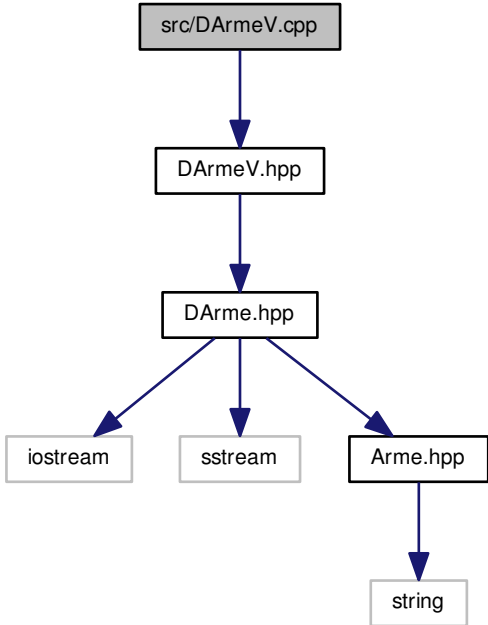 src/DArmeV.cpp
DArmeV.hpp
DArme.hpp
iostream
sstream
Arme.hpp
string